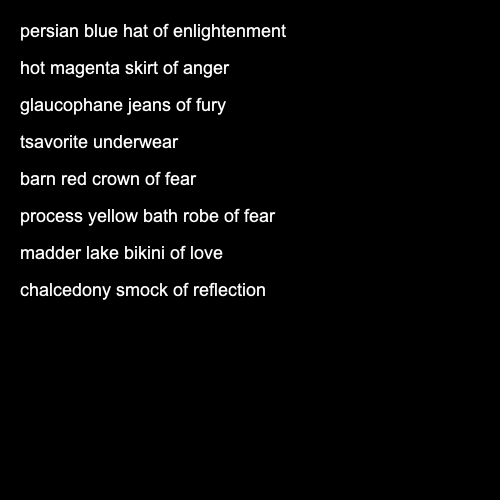 persian blue hat of enlightenment
hot magenta skirt of anger
glaucophane jeans of fury
tsavorite underwear
barn red crown of fear
process yellow bath robe of fear
madder lake bikini of love
chalcedony smock of reflection